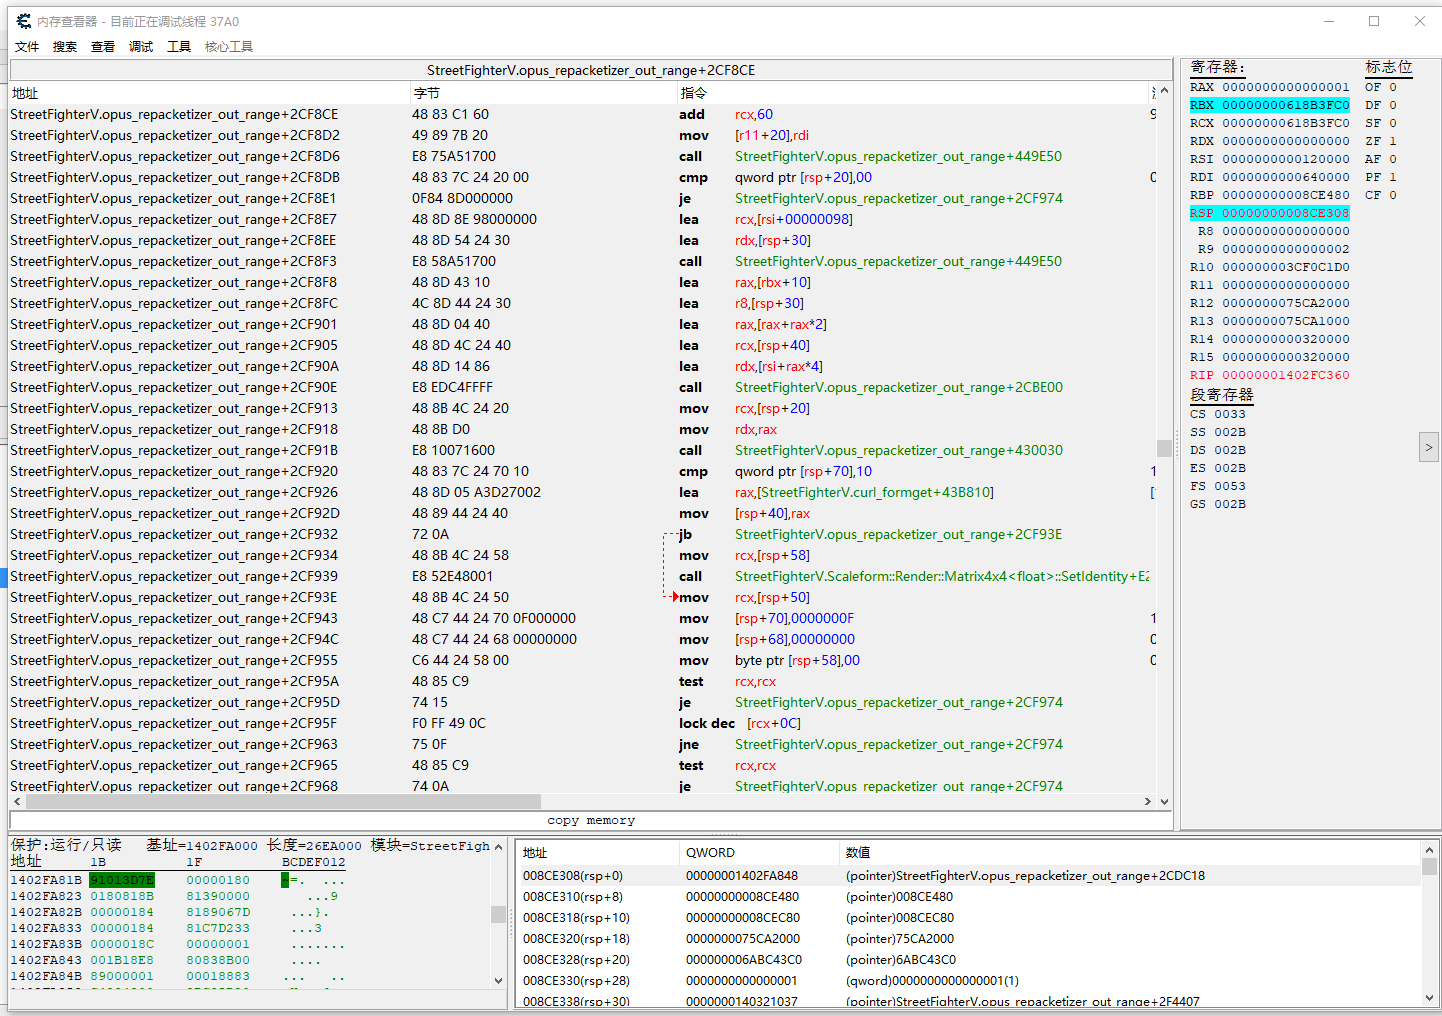 内存查看器 - 目前正在调试线程 37A0
文件 搜索 查看 调试 工具 核心工具
StreetFighterV.opus_repacketizer_out_range+2CF8CE
地址 字节 指令
StreetFighterV.opus_repacketizer_out_range+2CF8CE 48 83 C1 60 add rcx,60 9
StreetFighterV.opus_repacketizer_out_range+2CF8D2 49 89 7B 20 mov [r11+20],rdi
StreetFighterV.opus_repacketizer_out_range+2CF8D6 E8 75A51700 call StreetFighterV.opus_repacketizer_out_range+449E50
StreetFighterV.opus_repacketizer_out_range+2CF8DB 48 83 7C 24 20 00 cmp qword ptr [rsp+20],00 0
StreetFighterV.opus_repacketizer_out_range+2CF8E1 0F84 8D000000 je StreetFighterV.opus_repacketizer_out_range+2CF974
StreetFighterV.opus_repacketizer_out_range+2CF8E7 48 8D 8E 98000000 lea rcx,[rsi+00000098]
StreetFighterV.opus_repacketizer_out_range+2CF8EE 48 8D 54 24 30 lea rdx,[rsp+30]
StreetFighterV.opus_repacketizer_out_range+2CF8F3 E8 58A51700 call StreetFighterV.opus_repacketizer_out_range+449E50
StreetFighterV.opus_repacketizer_out_range+2CF8F8 48 8D 43 10 lea rax,[rbx+10]
StreetFighterV.opus_repacketizer_out_range+2CF8FC 4C 8D 44 24 30 lea r8,[rsp+30]
StreetFighterV.opus_repacketizer_out_range+2CF901 48 8D 04 40 lea rax,[rax+rax*2]
StreetFighterV.opus_repacketizer_out_range+2CF905 48 8D 4C 24 40 lea rcx,[rsp+40]
StreetFighterV.opus_repacketizer_out_range+2CF90A 48 8D 14 86 lea rdx,[rsi+rax*4]
StreetFighterV.opus_repacketizer_out_range+2CF90E E8 EDC4FFFF call StreetFighterV.opus_repacketizer_out_range+2CBE00
StreetFighterV.opus_repacketizer_out_range+2CF913 48 8B 4C 24 20 mov rcx,[rsp+20]
StreetFighterV.opus_repacketizer_out_range+2CF918 48 8B D0 mov rdx,rax
StreetFighterV.opus_repacketizer_out_range+2CF91B E8 10071600 call StreetFighterV.opus_repacketizer_out_range+430030
StreetFighterV.opus_repacketizer_out_range+2CF920 48 83 7C 24 70 10 cmp qword ptr [rsp+70],10 1
StreetFighterV.opus_repacketizer_out_range+2CF926 48 8D 05 A3D27002 lea rax,[StreetFighterV.curl_formget+43B810] [
StreetFighterV.opus_repacketizer_out_range+2CF92D 48 89 44 24 40 mov [rsp+40],rax
StreetFighterV.opus_repacketizer_out_range+2CF932 72 0A jb StreetFighterV.opus_repacketizer_out_range+2CF93E
StreetFighterV.opus_repacketizer_out_range+2CF934 48 8B 4C 24 58 mov rcx,[rsp+58]
StreetFighterV.opus_repacketizer_out_range+2CF939 E8 52E48001 call StreetFighterV.Scaleform::Render::Matrix4x4<float>::SetIdentity+E2
StreetFighterV.opus_repacketizer_out_range+2CF93E 48 8B 4C 24 50 mov rcx,[rsp+50]
StreetFighterV.opus_repacketizer_out_range+2CF943 48 C7 44 24 70 0F000000 mov [rsp+70],0000000F 1
StreetFighterV.opus_repacketizer_out_range+2CF94C 48 C7 44 24 68 00000000 mov [rsp+68],00000000 0
StreetFighterV.opus_repacketizer_out_range+2CF955 C6 44 24 58 00 mov byte ptr [rsp+58],00 0
StreetFighterV.opus_repacketizer_out_range+2CF95A 48 85 C9 test rcx,rcx
StreetFighterV.opus_repacketizer_out_range+2CF95D 74 15 je StreetFighterV.opus_repacketizer_out_range+2CF974
StreetFighterV.opus_repacketizer_out_range+2CF95F F0 FF 49 0C lock dec [rcx+0C]
StreetFighterV.opus_repacketizer_out_range+2CF963 75 0F jne StreetFighterV.opus_repacketizer_out_range+2CF974
StreetFighterV.opus_repacketizer_out_range+2CF965 48 85 C9 test rcx,rcx
StreetFighterV.opus_repacketizer_out_range+2CF968 74 0A je StreetFighterV.opus_repacketizer_out_range+2CF974
copy memory
寄存器: 标志位
RAX 0000000000000001 OF 0
RBX 00000000618B3FC0 DF 0
RCX 00000000618B3FC0 SF 0
RDX 0000000000000000 ZF 1
RSI 0000000000120000 AF 0
RDI 0000000000640000 PF 1
RBP 00000000008CE480 CF 0
RSP 00000000008CE308
R8 0000000000000000
R9 0000000000000002
R10 000000003CF0C1D0
R11 0000000000000000
R12 0000000075CA2000
R13 0000000075CA1000
R14 0000000000320000
R15 0000000000320000
RIP 00000001402FC360
段寄存器
CS 0033
SS 002B
DS 002B
ES 002B
FS 0053
GS 002B
>
保护:运行/只读 基址=1402FA000 长度=26EA000 模块=StreetFigh
地址 1B 1F BCDEF012
1402FA81B 91013D7E 00000180 ~=. ...
1402FA823 0180818B 81390000 ...9
1402FA82B 00000184 8189067D ...}.
1402FA833 00000184 81C7D233 ...3
1402FA83B 0000018C 00000001 .......
1402FA843 001B18E8 80838B00 ....
1402FA84B 89000001 00018883 ... ..
地址 QWORD 数值
008CE308(rsp+0) 00000001402FA848 (pointer)StreetFighterV.opus_repacketizer_out_range+2CDC18
008CE310(rsp+8) 00000000008CE480 (pointer)008CE480
008CE318(rsp+10) 00000000008CEC80 (pointer)008CEC80
008CE320(rsp+18) 0000000075CA2000 (pointer)75CA2000
008CE328(rsp+20) 000000006ABC43C0 (pointer)6ABC43C0
008CE330(rsp+28) 0000000000000001 (qword)0000000000000001(1)
008CE338(rsp+30) 0000000140321037 (pointer)StreetFighterV.opus_repacketizer_out_range+2F4407